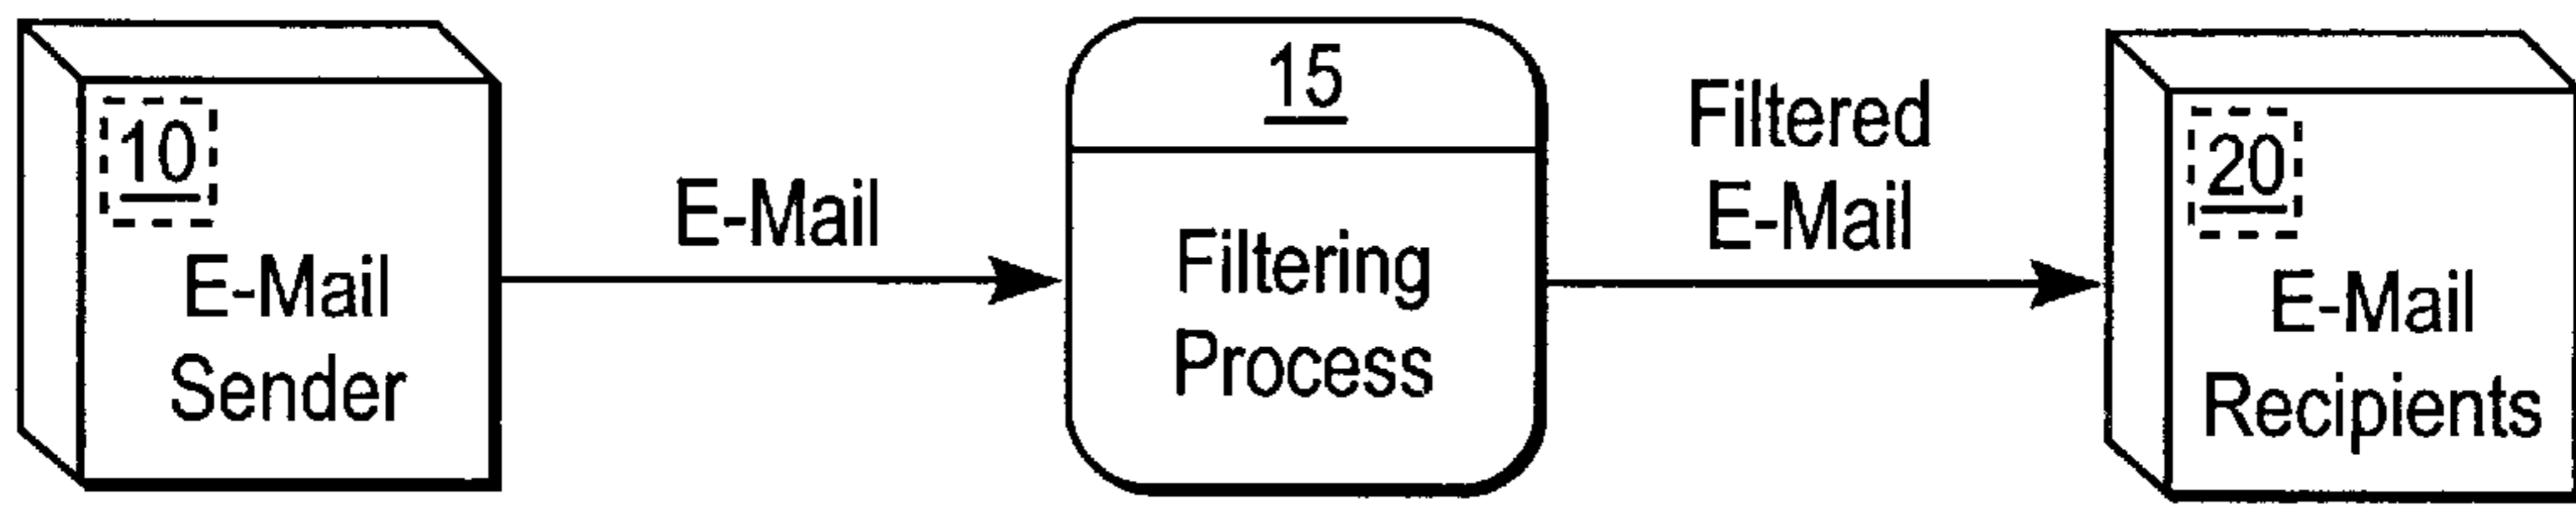 10
E-Mail
Sender
E-Mail
15
Filtering
Process
Filtered
E-Mail
20
E-Mail
Recipients